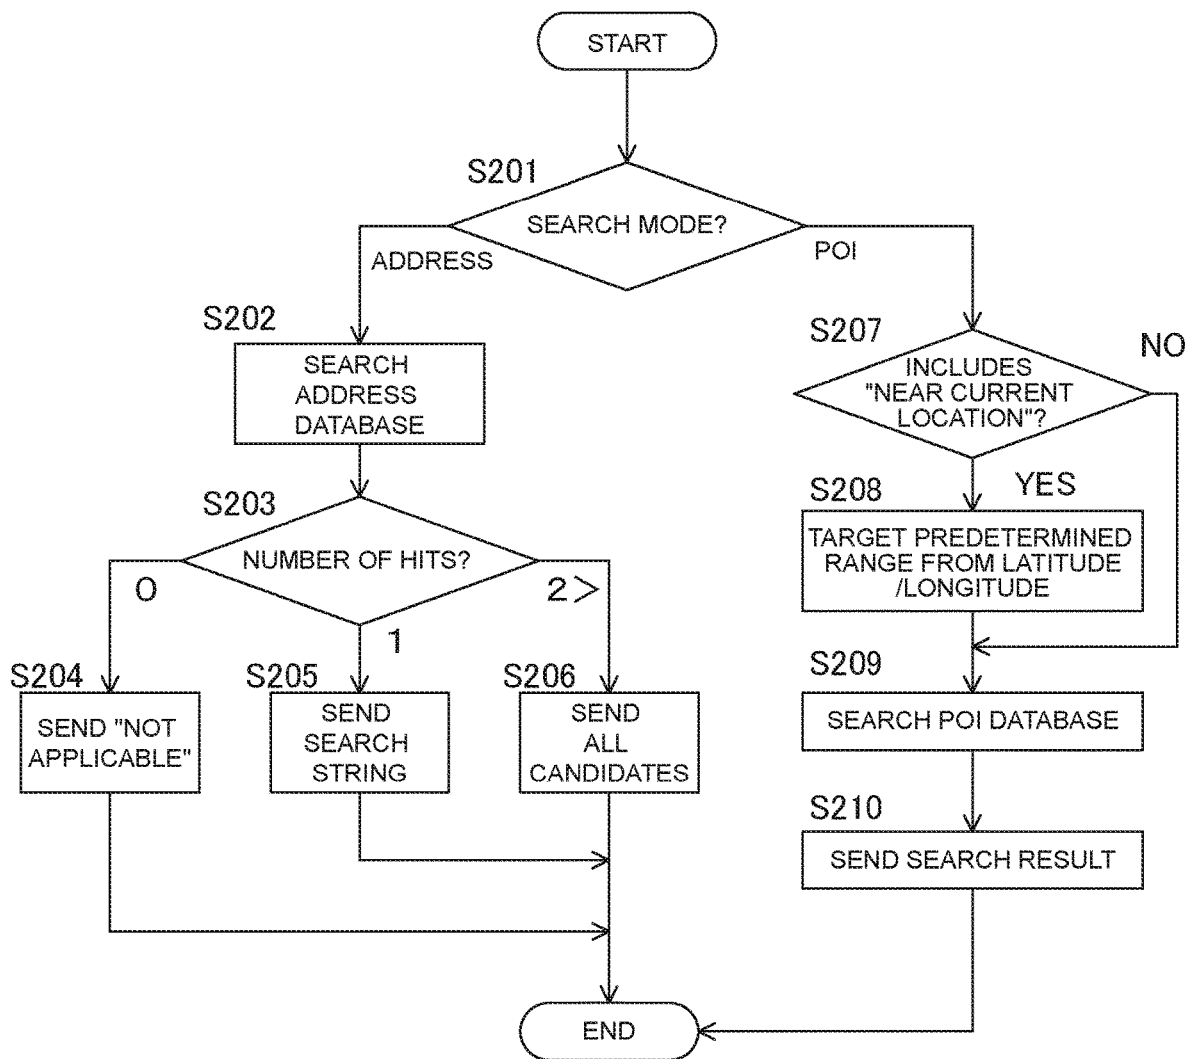 START
S201
SEARCH MODE?
ADDRESS
POI
S202
SEARCH
ADDRESS
DATABASE
S203
NUMBER OF HITS?
0
1
2>
S204
SEND "NOT
APPLICABLE"
S205
SEND
SEARCH
STRING
S206
SEND
ALL
CANDIDATES
S207
INCLUDES
"NEAR CURRENT
LOCATION"?
NO
YES
S208
TARGET PREDETERMINED
RANGE FROM LATITUDE
/LONGITUDE
S209
SEARCH POI DATABASE
S210
SEND SEARCH RESULT
END